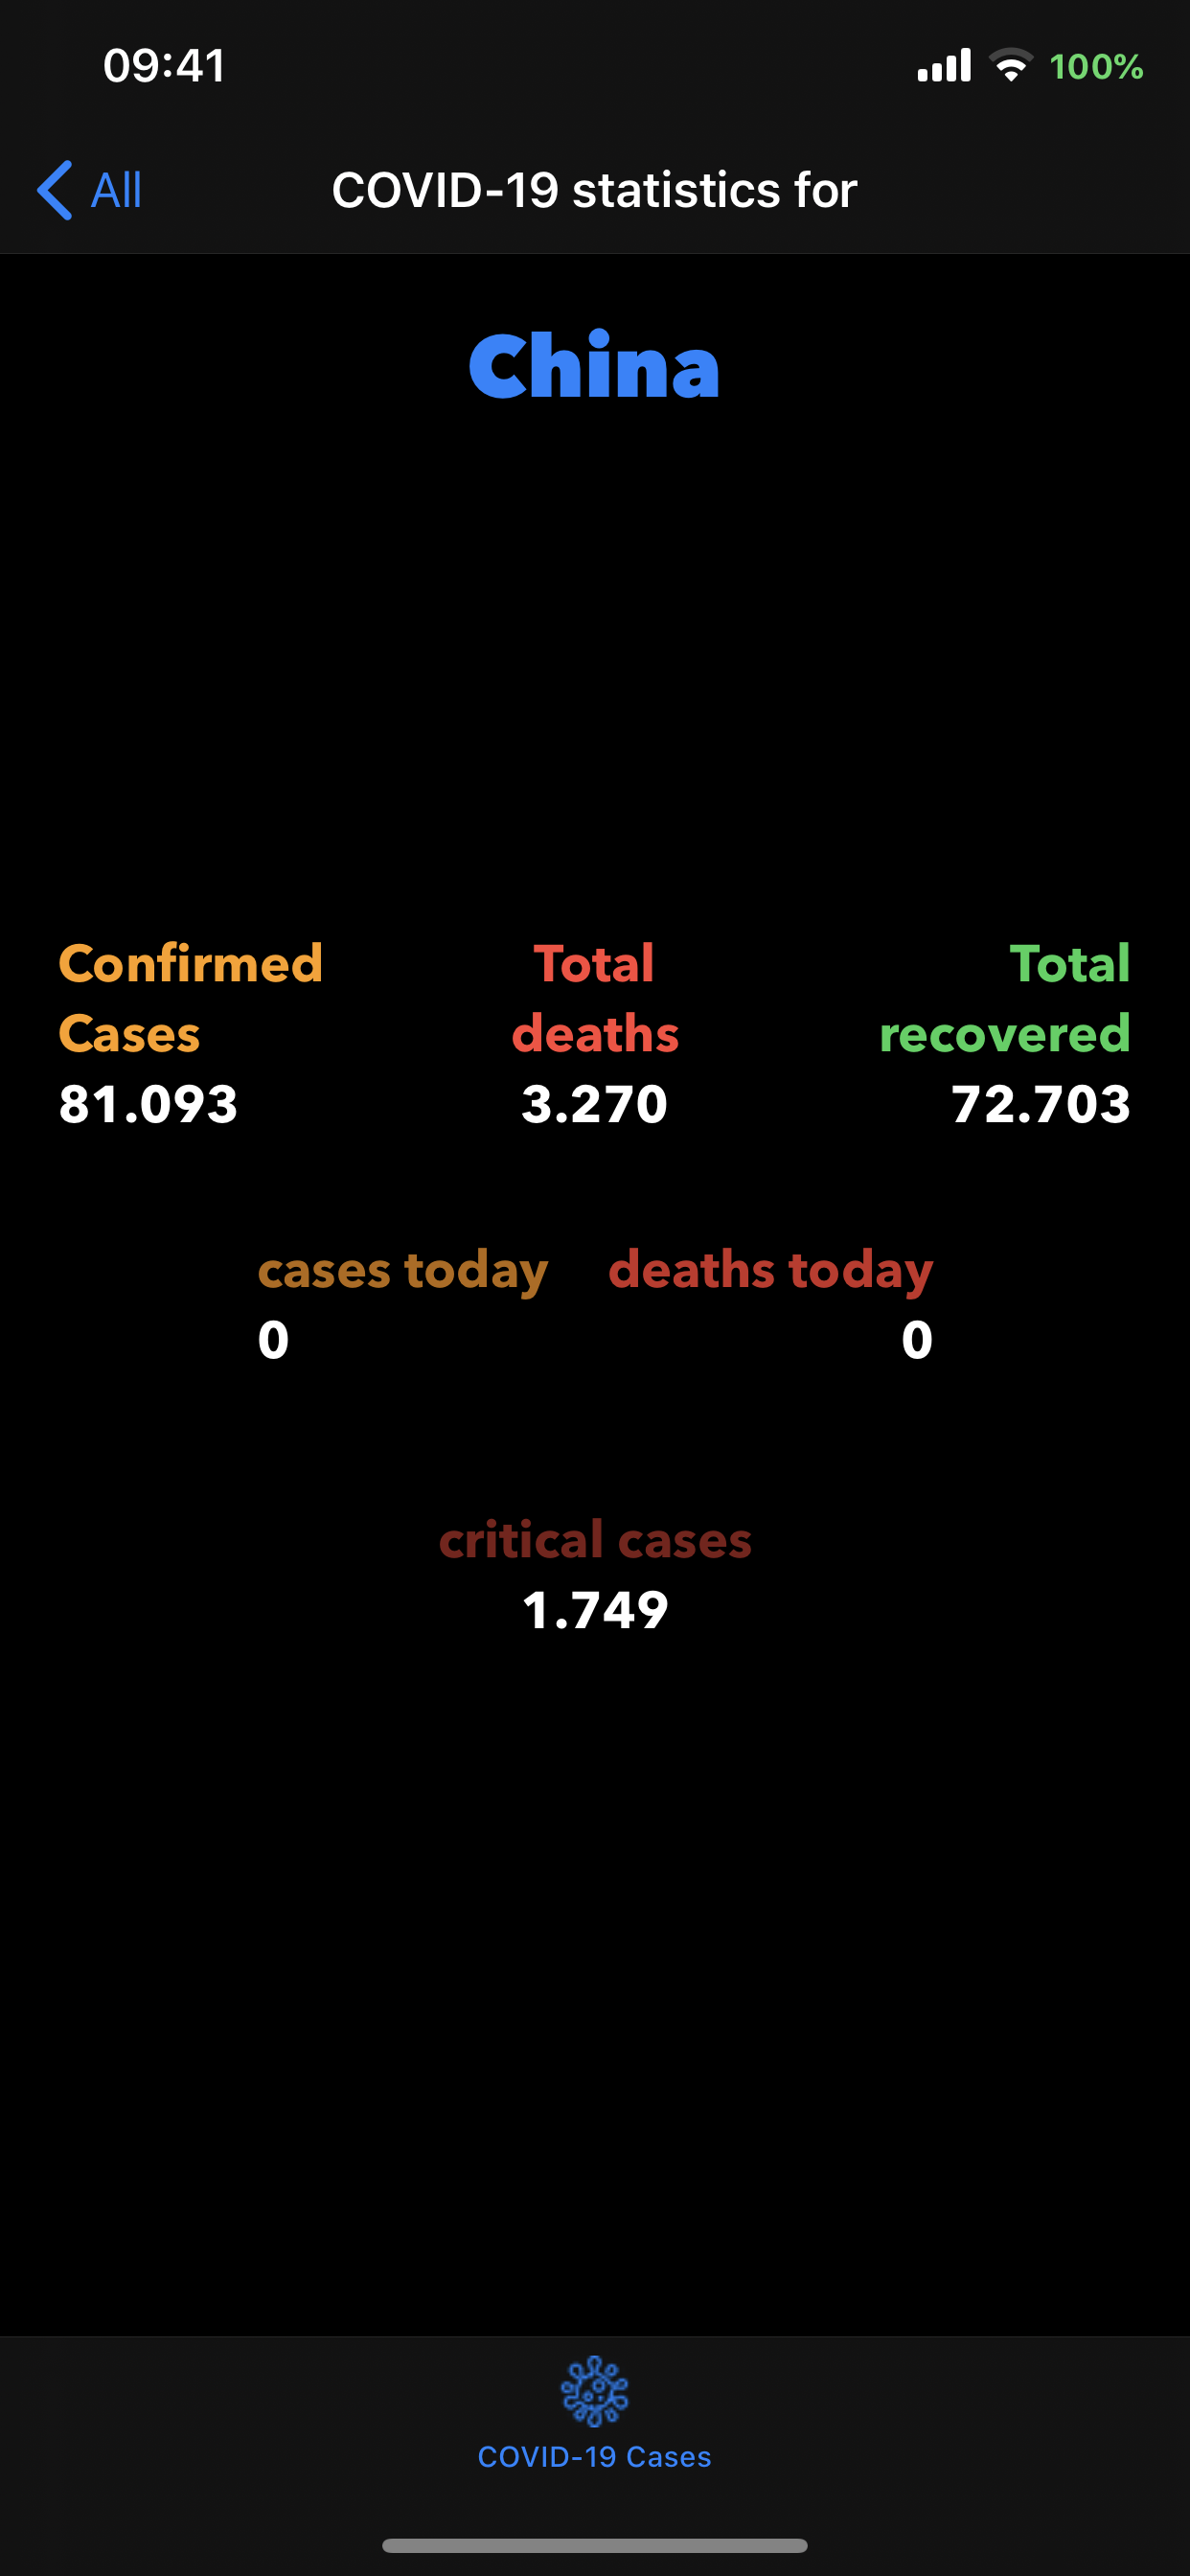 09:41
100%
All
COVID-19 statistics for
China
Confirmed
Cases
81.093
Total
deaths
3.270
Total
recovered
72.703
cases today
0
deaths today
0
critical cases
1.749
COVID-19 Cases